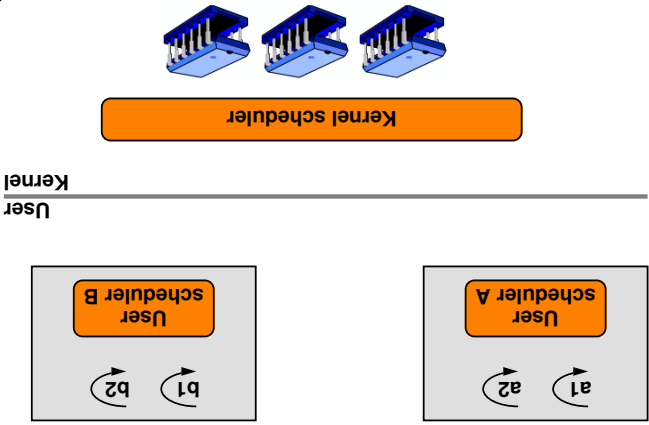 a1
a2
b1
b2
User
scheduler A
User
scheduler B
User
Kernel
Kernel scheduler